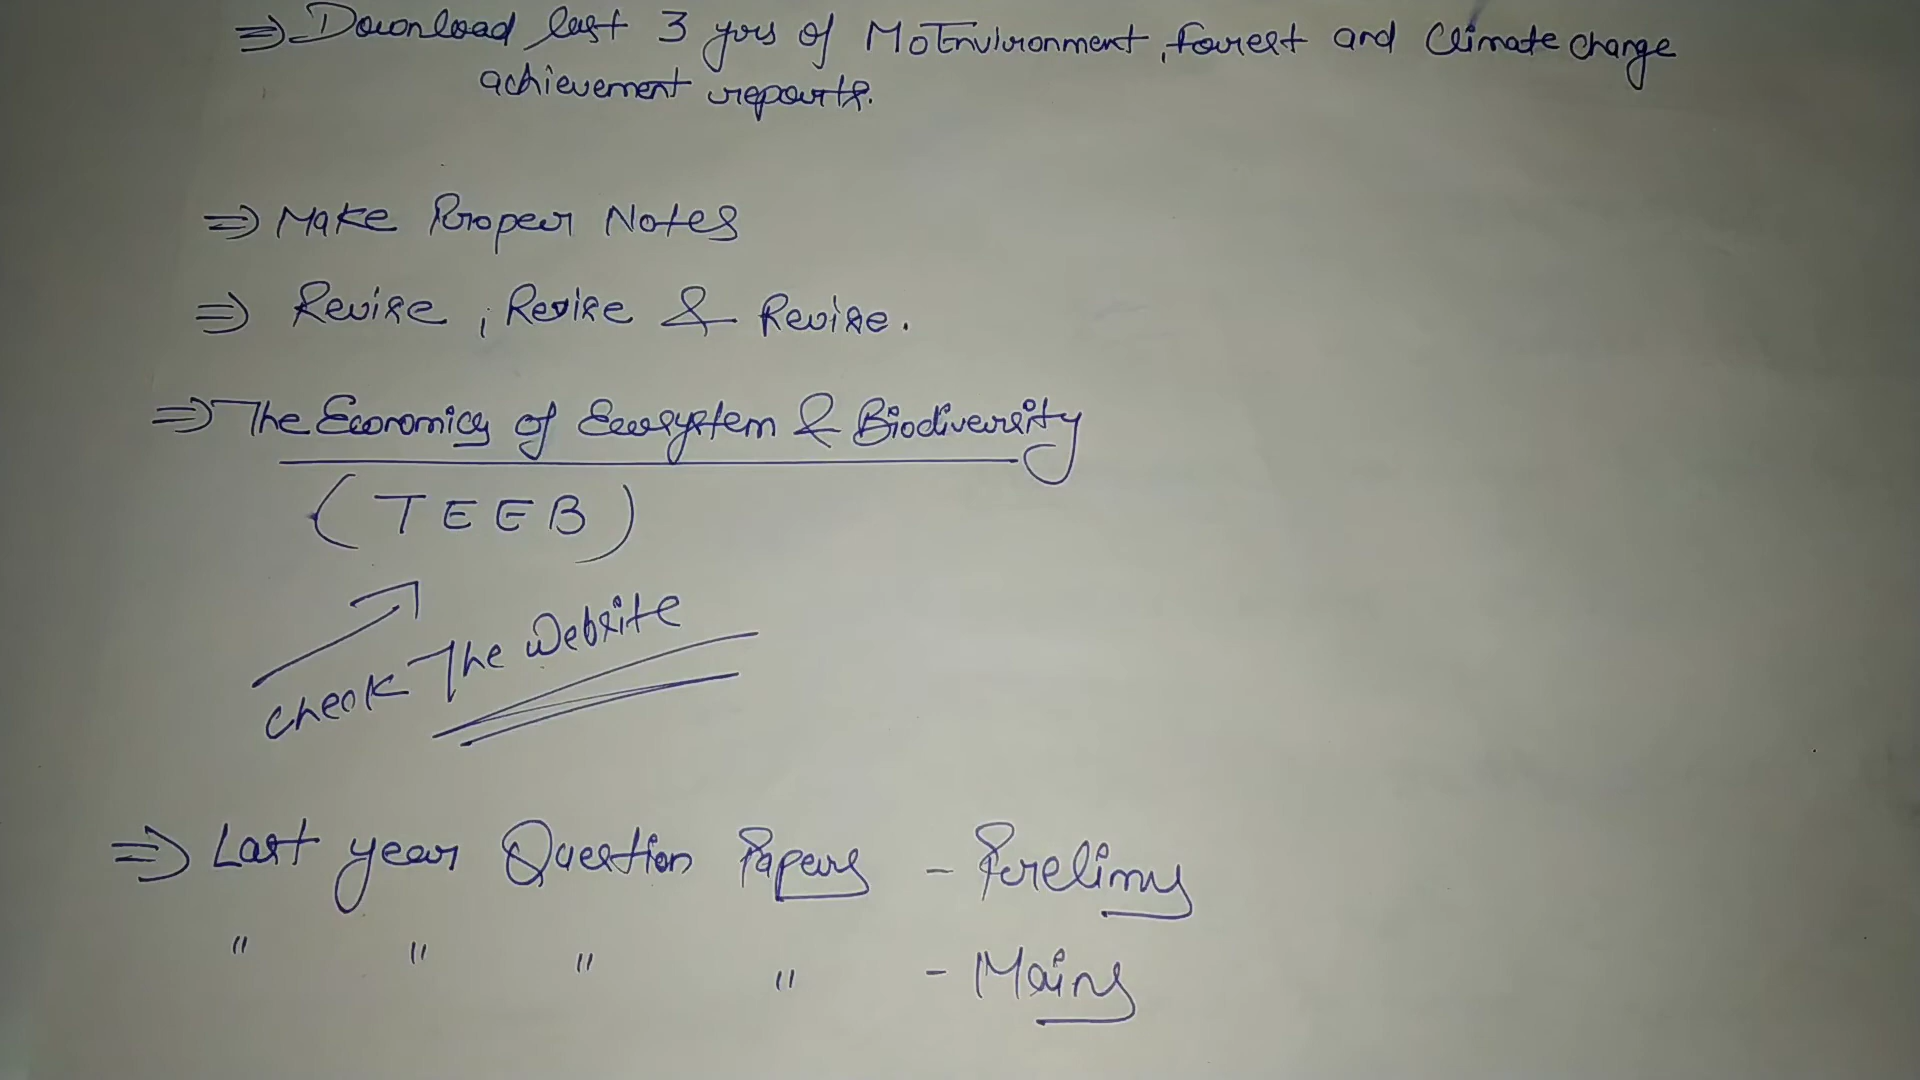 ⇒ Download last 3 yrs of MoEnvironment, forest and Climate change
achievement reports.
⇒ Make Proper Notes
⇒ Revise, Revise & Revise.
⇒ The Economics of Ecosystem & Biodiversity
(TEEB)
check The Website
⇒ Last year Question Papers - Prelims
" " " " - Mains